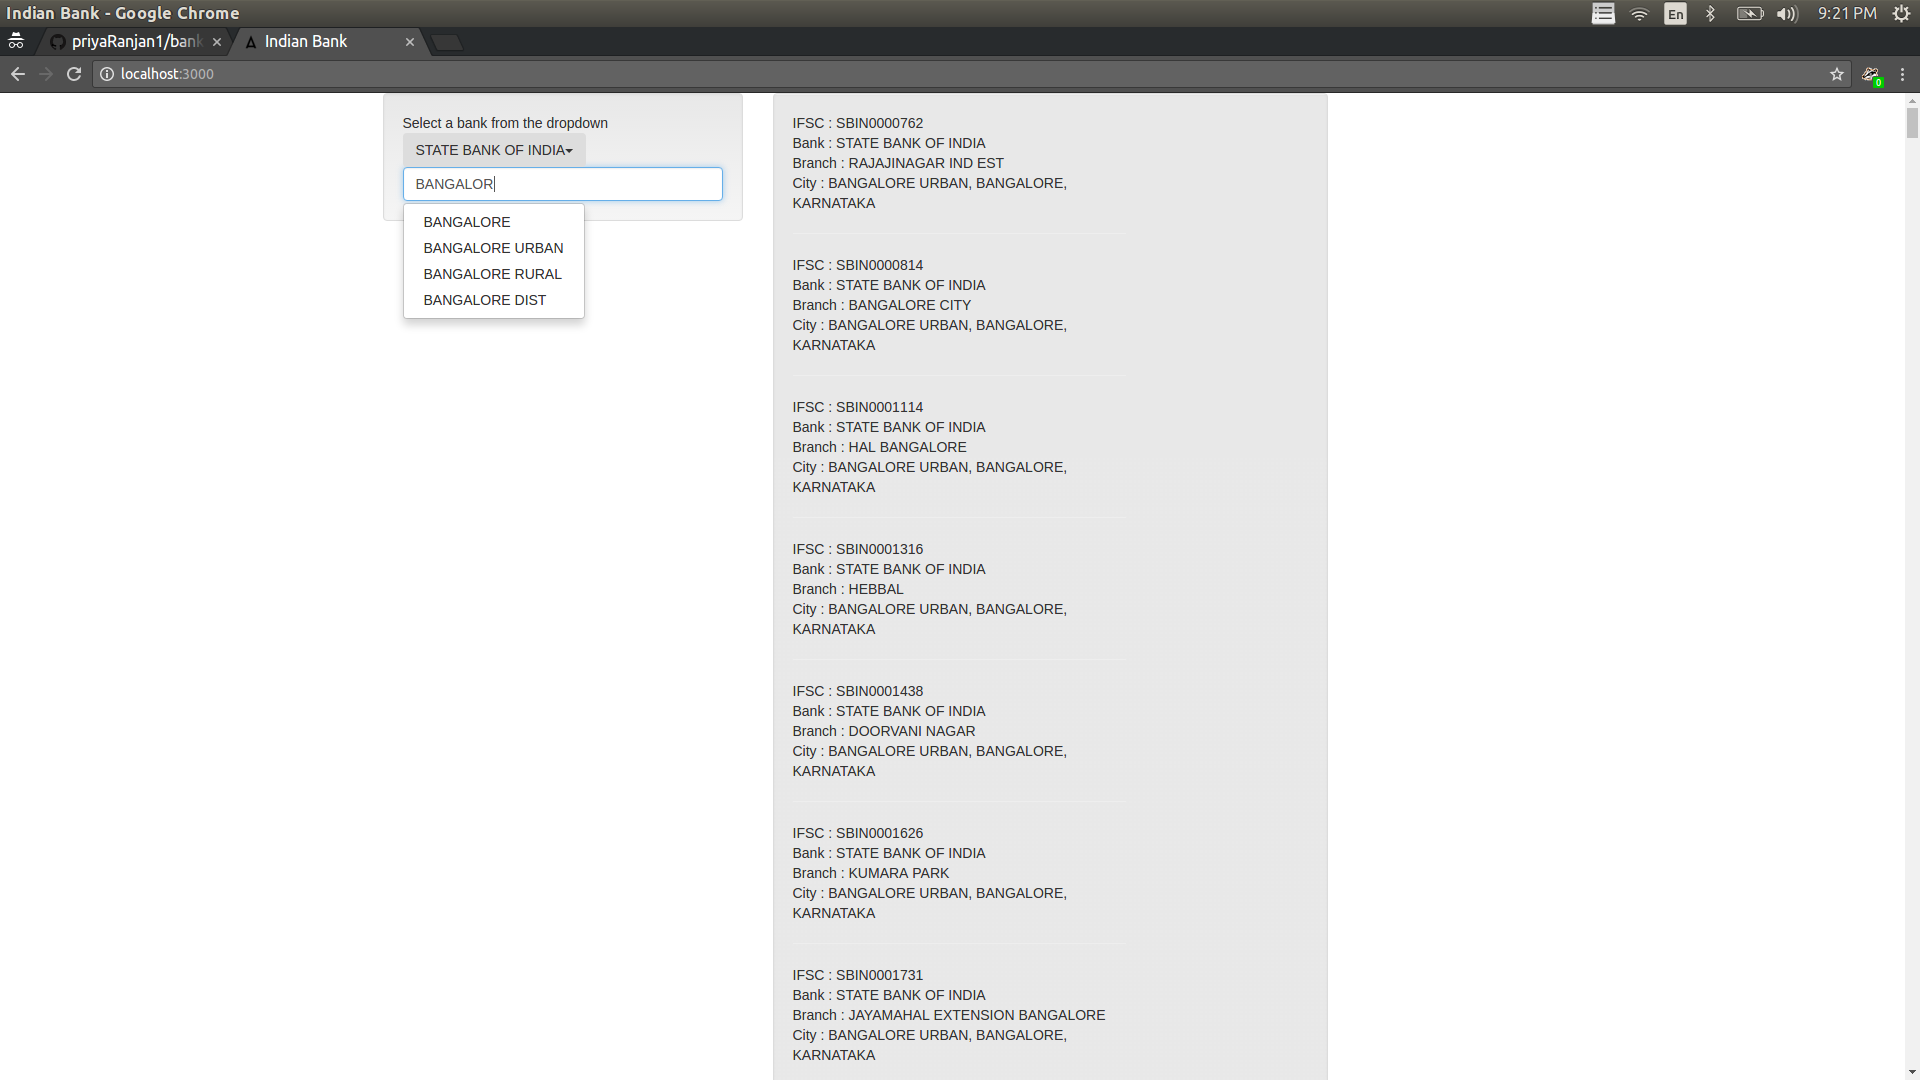 Indian Bank - Google Chrome
En
9:21 PM
priyaRanjan1/bank
Indian Bank
localhost:3000
0
Select a bank from the dropdown
STATE BANK OF INDIA
BANGALOR
BANGALORE
BANGALORE URBAN
BANGALORE RURAL
BANGALORE DIST
IFSC : SBIN0000762
Bank : STATE BANK OF INDIA
Branch : RAJAJINAGAR IND EST
City : BANGALORE URBAN, BANGALORE,
KARNATAKA
IFSC : SBIN0000814
Bank : STATE BANK OF INDIA
Branch : BANGALORE CITY
City : BANGALORE URBAN, BANGALORE,
KARNATAKA
IFSC : SBIN0001114
Bank : STATE BANK OF INDIA
Branch : HAL BANGALORE
City : BANGALORE URBAN, BANGALORE,
KARNATAKA
IFSC : SBIN0001316
Bank : STATE BANK OF INDIA
Branch : HEBBAL
City : BANGALORE URBAN, BANGALORE,
KARNATAKA
IFSC : SBIN0001438
Bank : STATE BANK OF INDIA
Branch : DOORVANI NAGAR
City : BANGALORE URBAN, BANGALORE,
KARNATAKA
IFSC : SBIN0001626
Bank : STATE BANK OF INDIA
Branch : KUMARA PARK
City : BANGALORE URBAN, BANGALORE,
KARNATAKA
IFSC : SBIN0001731
Bank : STATE BANK OF INDIA
Branch : JAYAMAHAL EXTENSION BANGALORE
City : BANGALORE URBAN, BANGALORE,
KARNATAKA